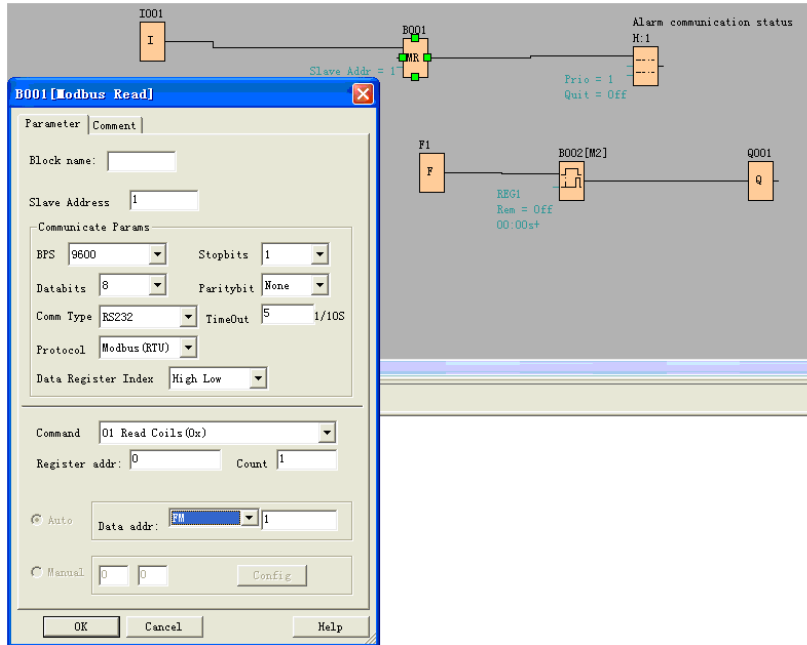 I001
I
B001
MR
Slave Addr = 1
Alarm communication status
H:1
Prio = 1
Quit = Off
F1
F
B002[M2]
REG1
Rem = Off
00:00s+
Q001
Q
B001[Modbus Read]
Parameter
Comment
Block name:
Slave Address 1
Communicate Params
BPS 9600 Stopbits 1
Databits 8 Paritybit None
Comm Type RS232 TimeOut 5 1/10S
Protocol Modbus(RTU)
Data Register Index High Low
Command 01 Read Coils(0x)
Register addr: 0 Count 1
Auto Data addr: FM 1
Manual 0 0 Config
OK Cancel Help